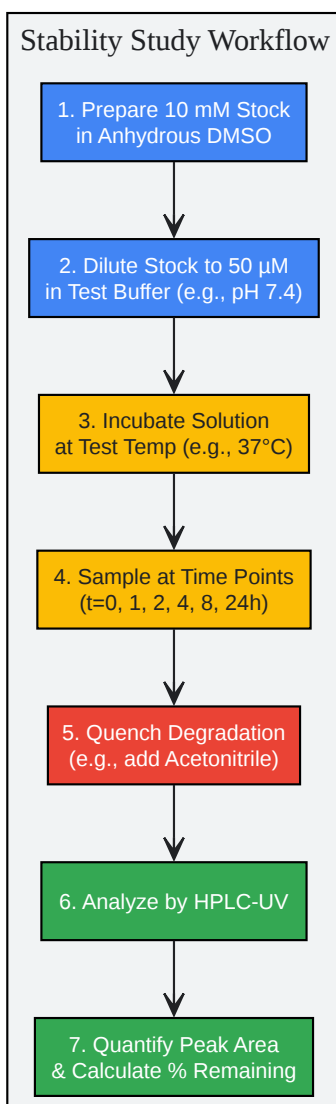 Stability Study Workflow
1. Prepare 10 mM Stock
in Anhydrous DMSO
2. Dilute Stock to 50 µM
in Test Buffer (e.g., pH 7.4)
3. Incubate Solution
at Test Temp (e.g., 37°C)
4. Sample at Time Points
(t=0, 1, 2, 4, 8, 24h)
5. Quench Degradation
(e.g., add Acetonitrile)
6. Analyze by HPLC-UV
7. Quantify Peak Area
& Calculate % Remaining